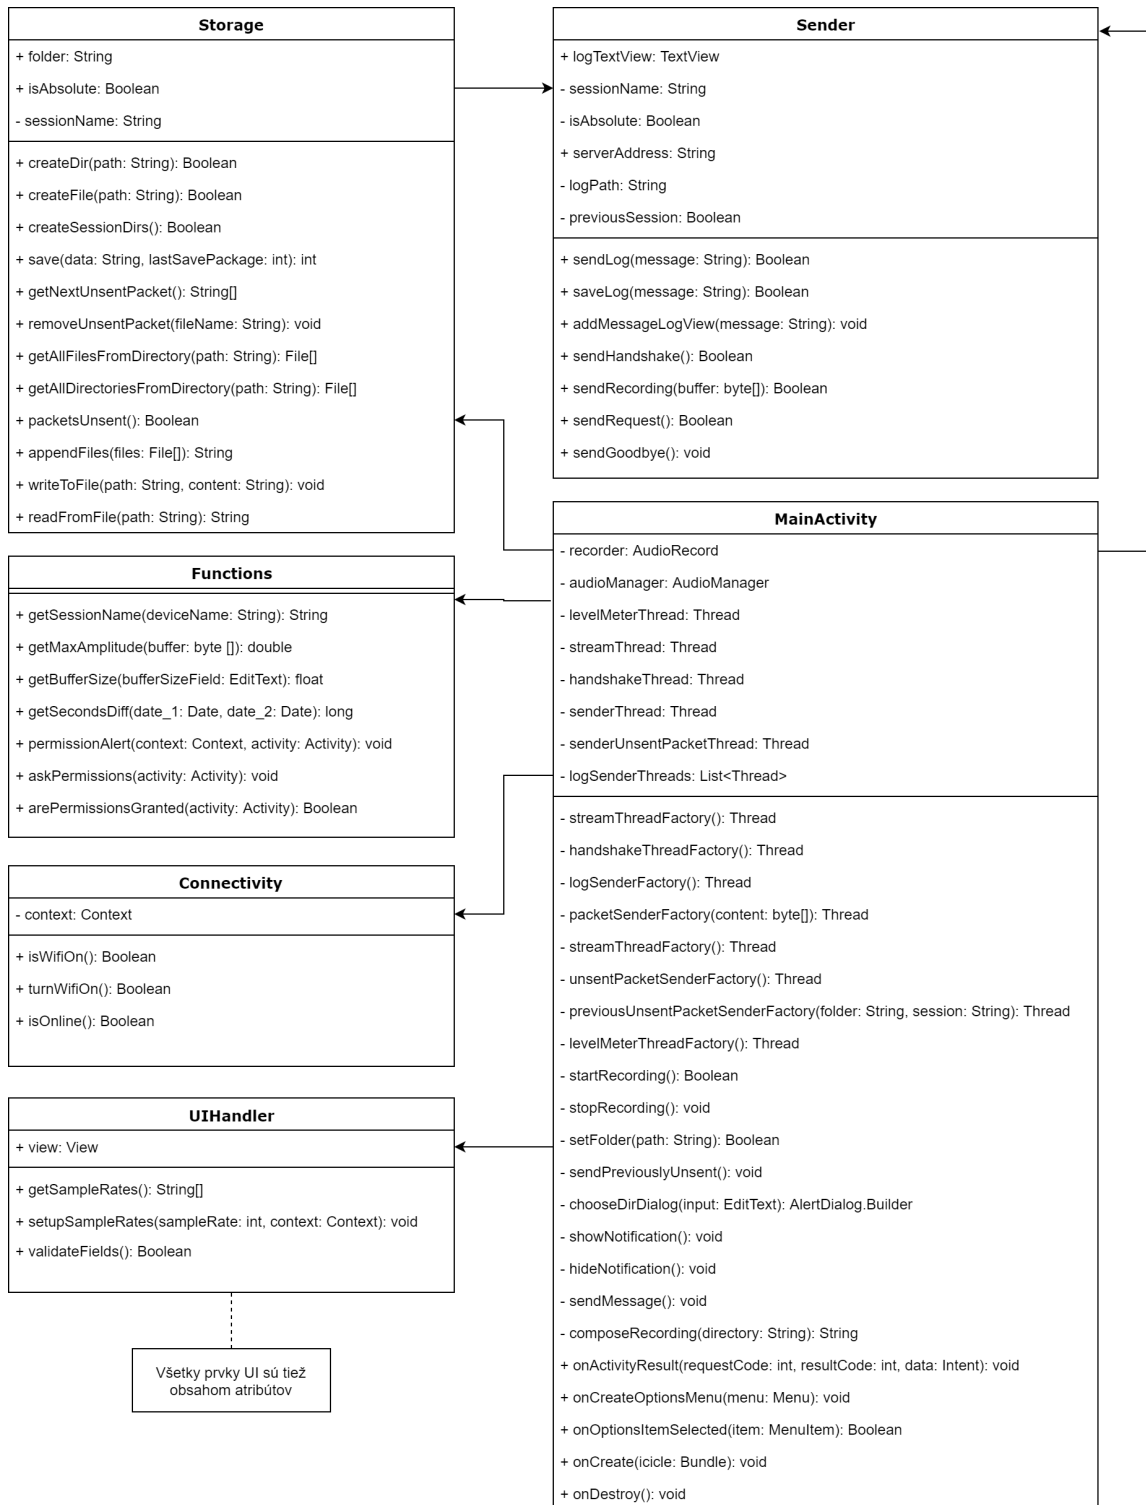 Storage
+ folder: String
+ isAbsolute: Boolean
- sessionName: String
+ createDir(path: String): Boolean
+ createFile(path: String): Boolean
+ createSessionDirs(): Boolean
+ save(data: String, lastSavePackage: int): int
+ getNextUnsentPacket(): String[]
+ removeUnsentPacket(fileName: String): void
+ getAllFilesFromDirectory(path: String): File[]
+ getAllDirectoriesFromDirectory(path: String): File[]
+ packetsUnsent(): Boolean
+ appendFiles(files: File[]): String
+ writeToFile(path: String, content: String): void
+ readFromFile(path: String): String
Functions
+ getSessionName(deviceName: String): String
+ getMaxAmplitude(buffer: byte []): double
+ getBufferSize(bufferSizeField: EditText): float
+ getSecondsDiff(date_1: Date, date_2: Date): long
+ permissionAlert(context: Context, activity: Activity): void
+ askPermissions(activity: Activity): void
+ arePermissionsGranted(activity: Activity): Boolean
Connectivity
- context: Context
+ isWifiOn(): Boolean
+ turnWifiOn(): Boolean
+ isOnline(): Boolean
UIHandler
+ view: View
+ getSampleRates(): String[]
+ setupSampleRates(sampleRate: int, context: Context): void
+ validateFields(): Boolean
Všetky prvky UI sú tiež
obsahom atribútov
Sender
+ logTextView: TextView
- sessionName: String
- isAbsolute: Boolean
+ serverAddress: String
- logPath: String
- previousSession: Boolean
+ sendLog(message: String): Boolean
+ saveLog(message: String): Boolean
+ addMessageLogView(message: String): void
+ sendHandshake(): Boolean
+ sendRecording(buffer: byte[]): Boolean
+ sendRequest(): Boolean
+ sendGoodbye(): void
MainActivity
- recorder: AudioRecord
- audioManager: AudioManager
- levelMeterThread: Thread
- streamThread: Thread
- handshakeThread: Thread
- senderThread: Thread
- senderUnsentPacketThread: Thread
- logSenderThreads: List<Thread>
- streamThreadFactory(): Thread
- handshakeThreadFactory(): Thread
- logSenderFactory(): Thread
- packetSenderFactory(content: byte[]): Thread
- streamThreadFactory(): Thread
- unsentPacketSenderFactory(): Thread
- previousUnsentPacketSenderFactory(folder: String, session: String): Thread
- levelMeterThreadFactory(): Thread
- startRecording(): Boolean
- stopRecording(): void
- setFolder(path: String): Boolean
- sendPreviouslyUnsent(): void
- chooseDirDialog(input: EditText): AlertDialog.Builder
- showNotification(): void
- hideNotification(): void
- sendMessage(): void
- composeRecording(directory: String): String
+ onActivityResult(requestCode: int, resultCode: int, data: Intent): void
+ onCreateOptionsMenu(menu: Menu): void
+ onOptionsItemSelected(item: MenuItem): Boolean
+ onCreate(icicle: Bundle): void
+ onDestroy(): void